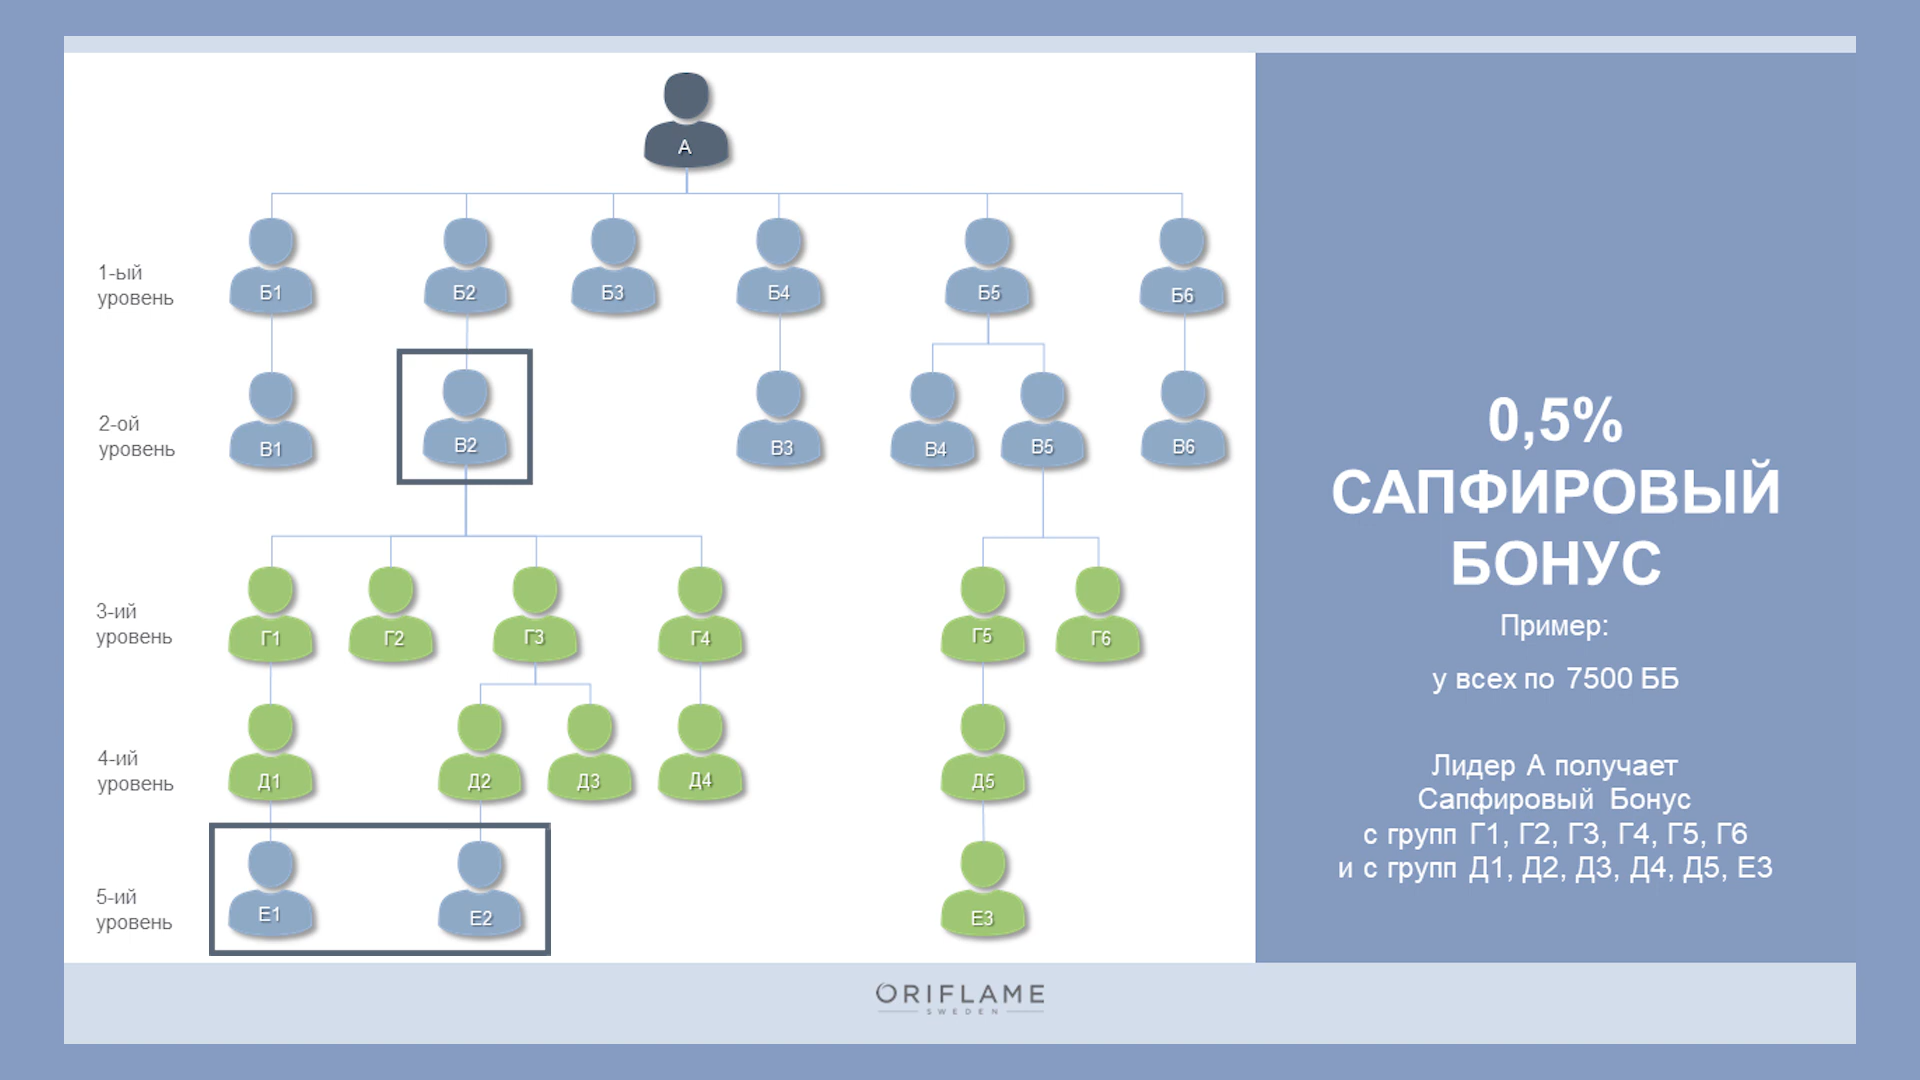 А
1-ый
уровень
Б1 Б2 Б3 Б4 Б5 Б6
2-ой
уровень
В1 В2 В3 В4 В5 В6
3-ий
уровень
Г1 Г2 Г3 Г4 Г5 Г6
4-ий
уровень
Д1 Д2 Д3 Д4 Д5
5-ий
уровень
Е1 Е2 Е3
0,5%
САПФИРОВЫЙ
БОНУС
Пример:
у всех по 7500 ББ
Лидер А получает
Сапфировый Бонус
с групп Г1, Г2, Г3, Г4, Г5, Г6
и с групп Д1, Д2, Д3, Д4, Д5, Е3
ORIFLAME
SWEDEN